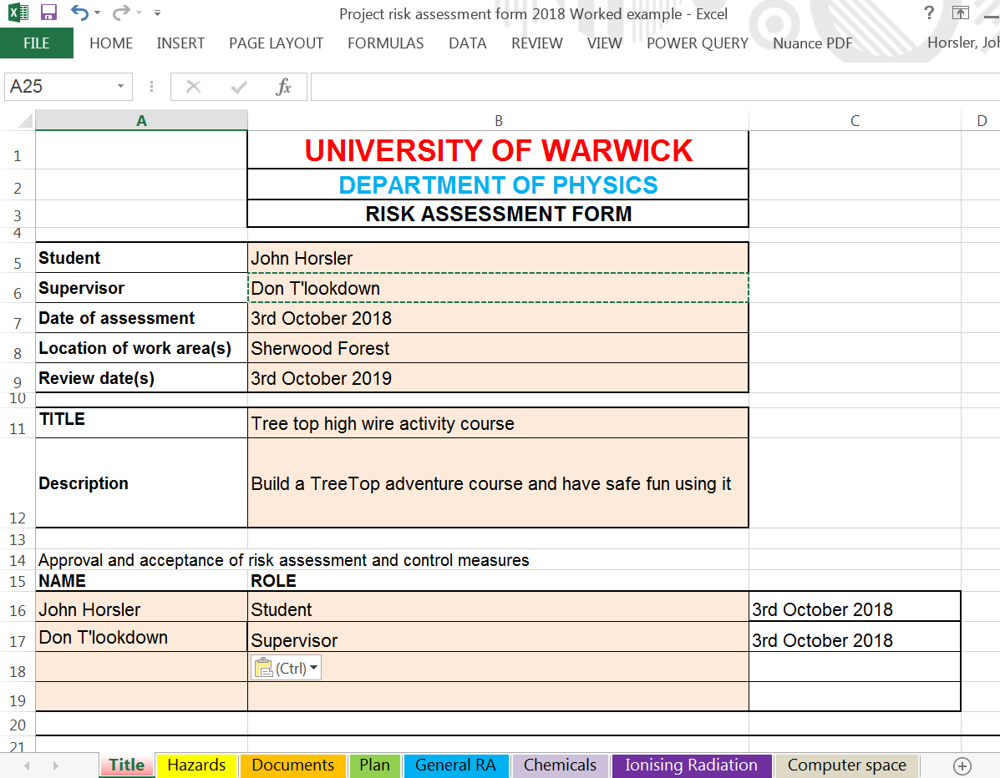 Project risk assessment form 2018 Worked example - Excel
?
FILE HOME INSERT PAGE LAYOUT FORMULAS DATA REVIEW VIEW POWER QUERY Nuance PDF Horsler, Joh
A25 fx
A B C D
1 UNIVERSITY OF WARWICK
2 DEPARTMENT OF PHYSICS
3 RISK ASSESSMENT FORM
4
5 Student John Horsler
6 Supervisor Don T'lookdown
7 Date of assessment 3rd October 2018
8 Location of work area(s) Sherwood Forest
9 Review date(s) 3rd October 2019
10
11 TITLE Tree top high wire activity course
12 Description Build a TreeTop adventure course and have safe fun using it
13
14 Approval and acceptance of risk assessment and control measures
15 NAME ROLE
16 John Horsler Student 3rd October 2018
17 Don T'lookdown Supervisor 3rd October 2018
18 (Ctrl)
19
20
21
Title Hazards Documents Plan General RA Chemicals Ionising Radiation Computer space